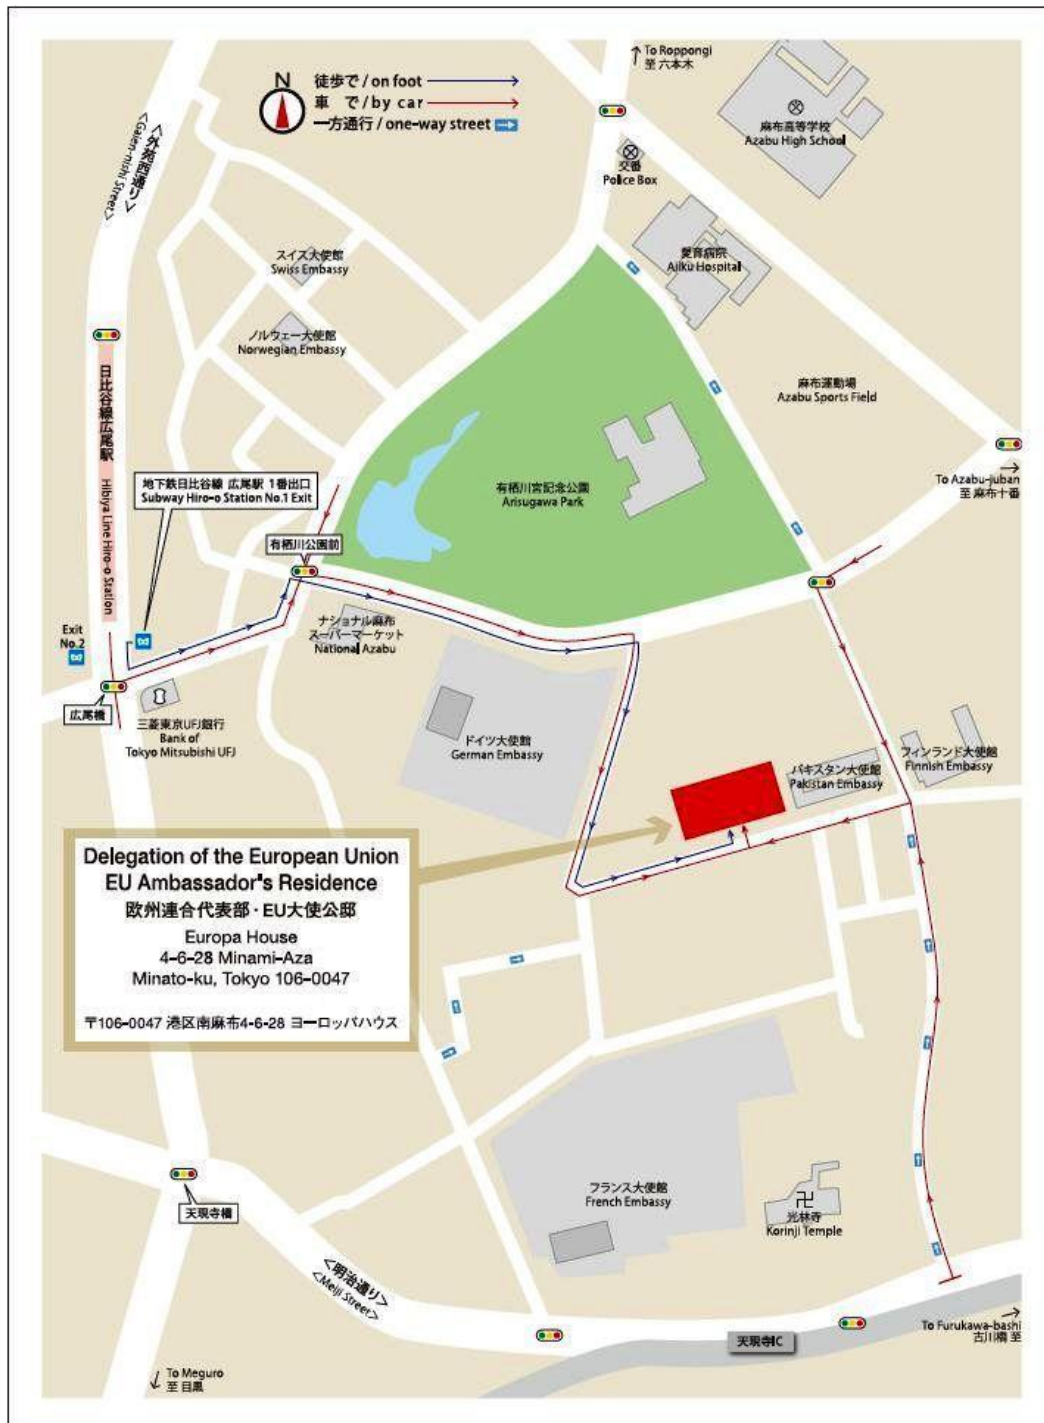 N
徒歩で / on foot
車 で / by car
一方通行 / one-way street
To Roppongi
至 六本木
麻布高等学校
Azabu High School
交番
Police Box
<外苑西通り>
<Gaien-nishi Street>
愛育病院
Aiiku Hospital
スイス大使館
Swiss Embassy
ノルウェー大使館
Norwegian Embassy
麻布運動場
Azabu Sports Field
日比谷線広尾駅
Hibiya Line Hiro-o Station
地下鉄日比谷線 広尾駅 1番出口
Subway Hiro-o Station No.1 Exit
有栖川宮記念公園
Arisugawa Park
To Azabu-juban
至 麻布十番
有栖川公園前
ナショナル麻布
スーパーマーケット
National Azabu
Exit
No.2
広尾橋
三菱東京UFJ銀行
Bank of
Tokyo Mitsubishi UFJ
ドイツ大使館
German Embassy
パキスタン大使館
Pakistan Embassy
フィンランド大使館
Finnish Embassy
Delegation of the European Union
EU Ambassador's Residence
欧州連合代表部・EU大使公邸
Europa House
4-6-28 Minami-Aza
Minato-ku, Tokyo 106-0047
〒106-0047 港区南麻布4-6-28 ヨーロッパハウス
天現寺橋
フランス大使館
French Embassy
卍
光林寺
Korinji Temple
<明治通り>
<Meiji Street>
天現寺IC
To Furukawa-bashi
古川橋 至
To Meguro
至 目黒